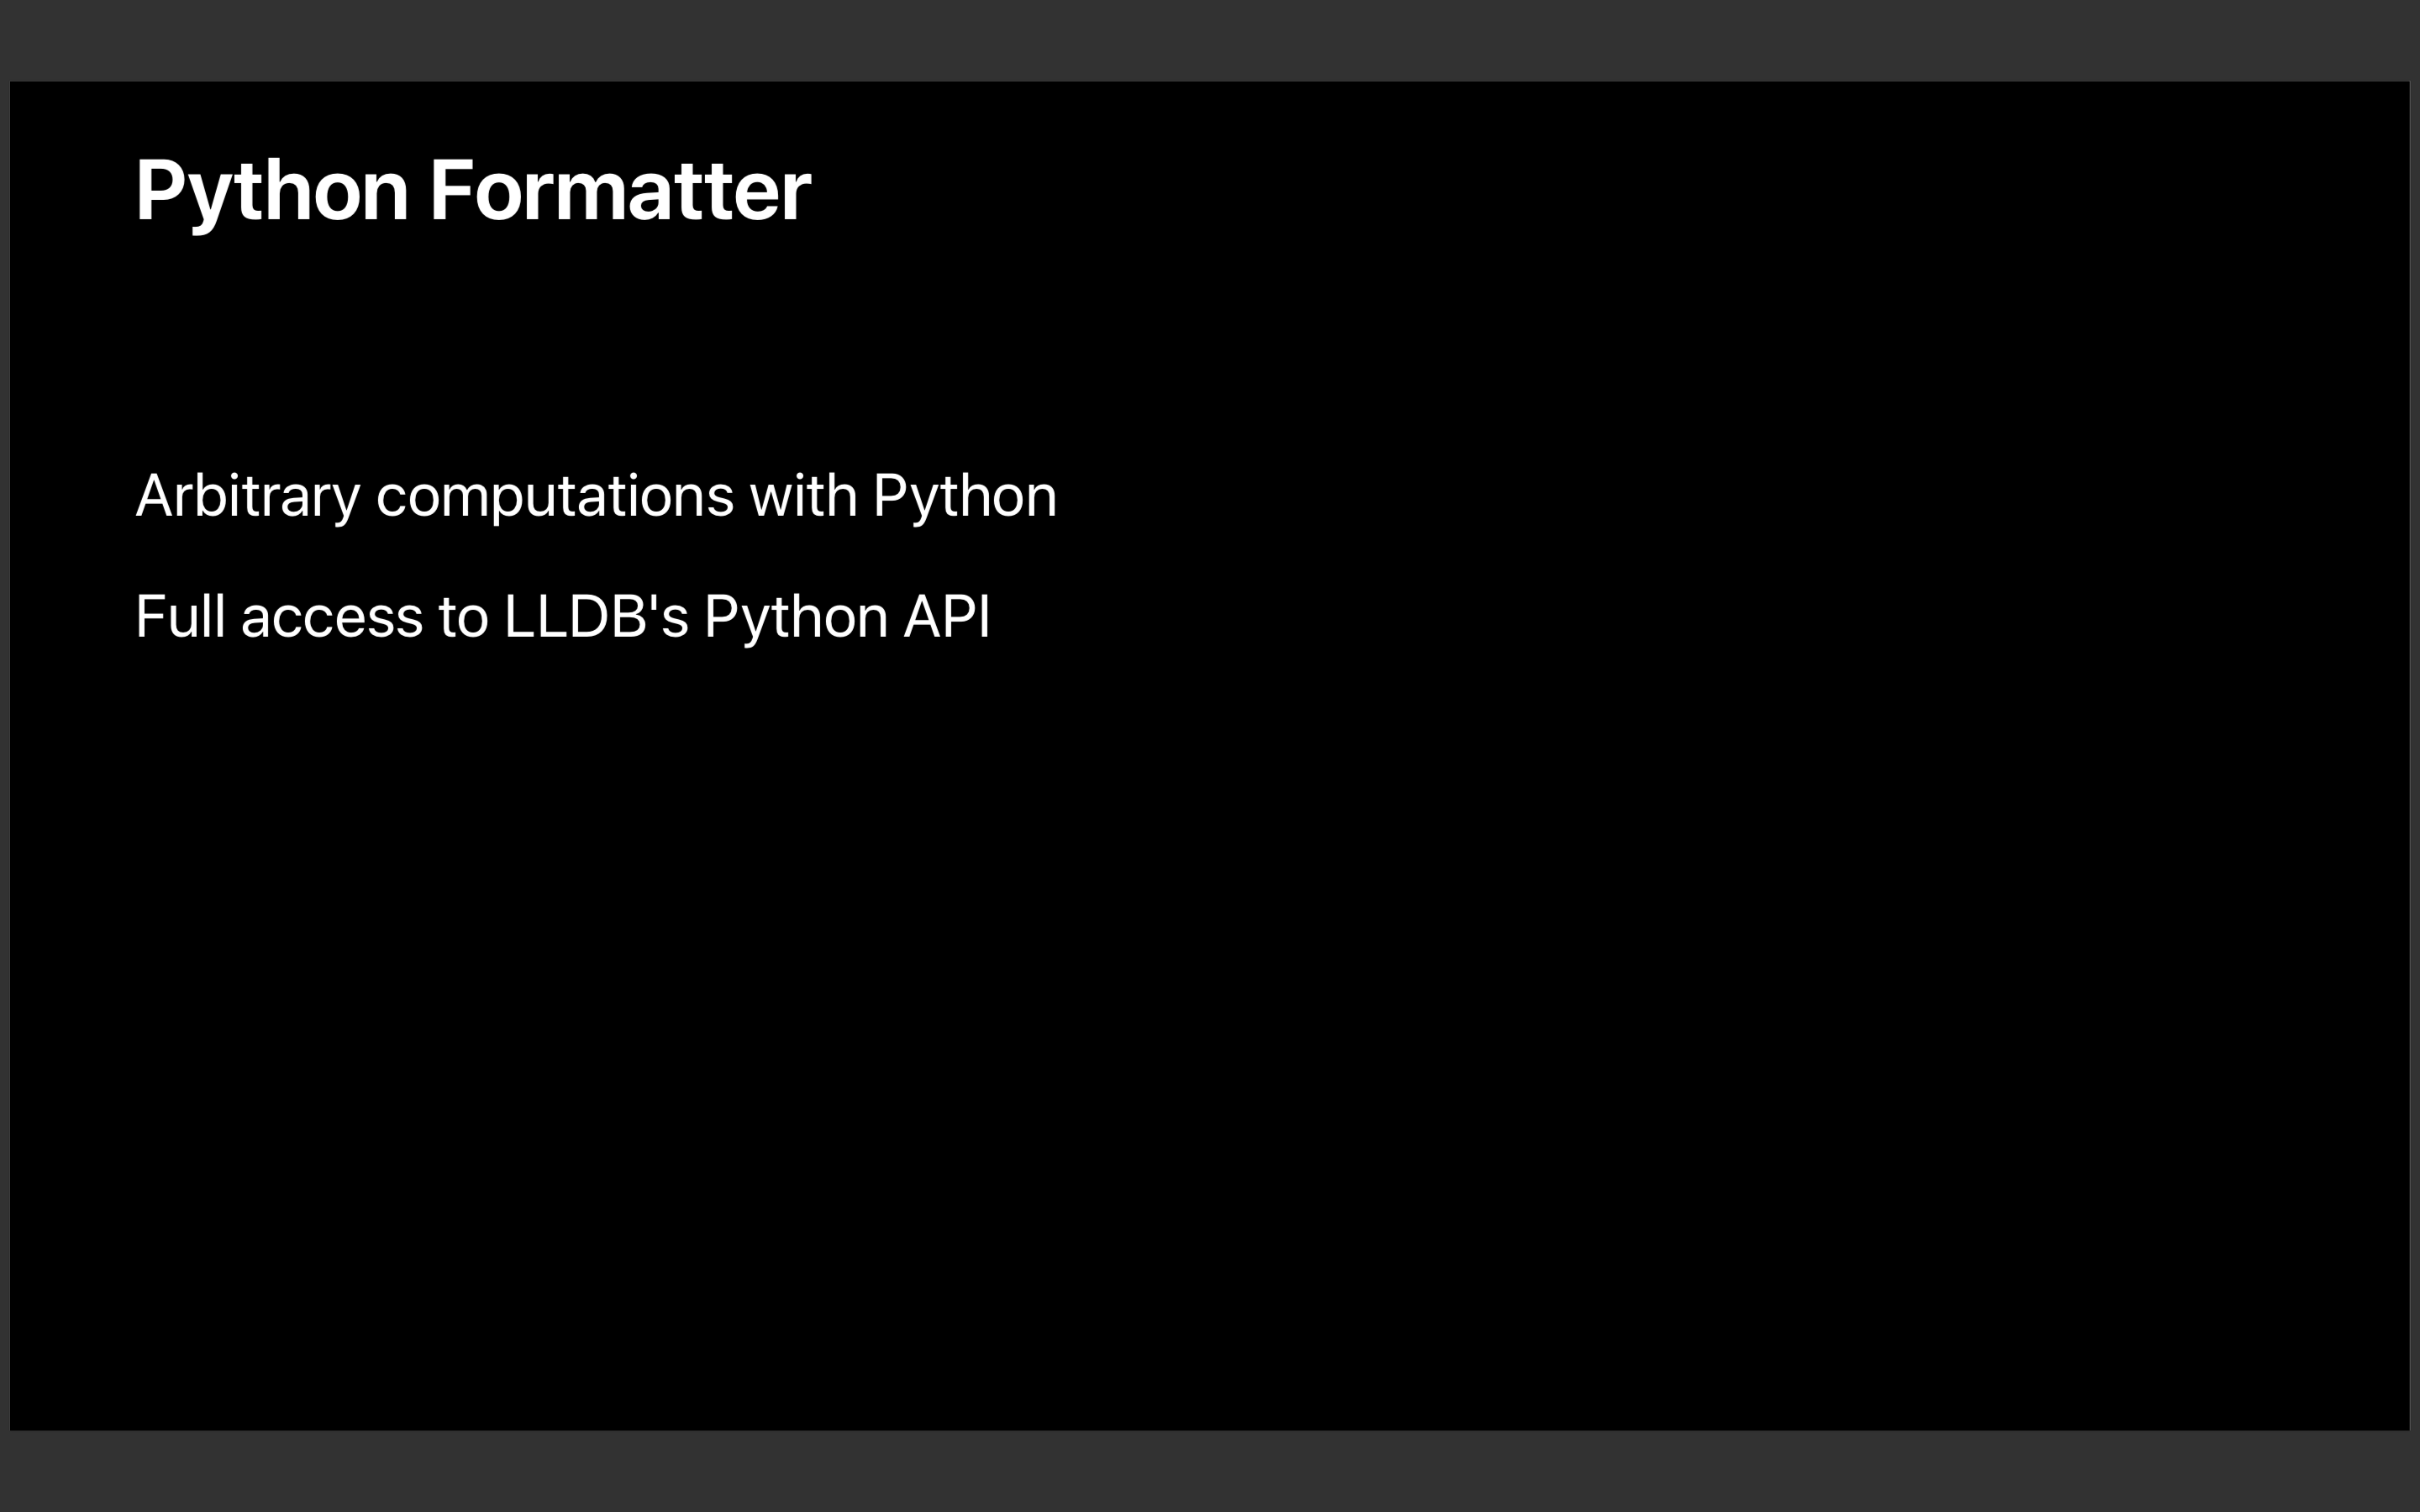 Python Formatter
Arbitrary computations with Python
Full access to LLDB's Python API